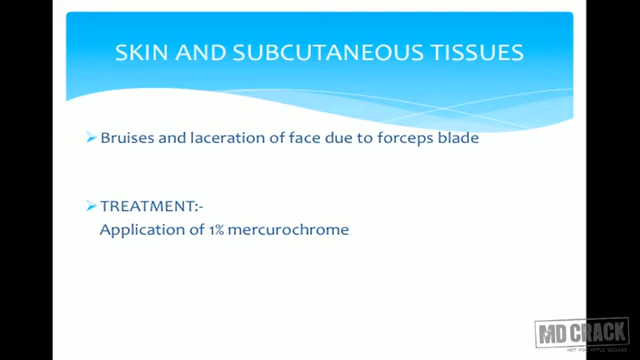 SKIN AND SUBCUTANEOUS TISSUES
Bruises and laceration of face due to forceps blade
TREATMENT:-
Application of 1% mercurochrome
MD CRACK